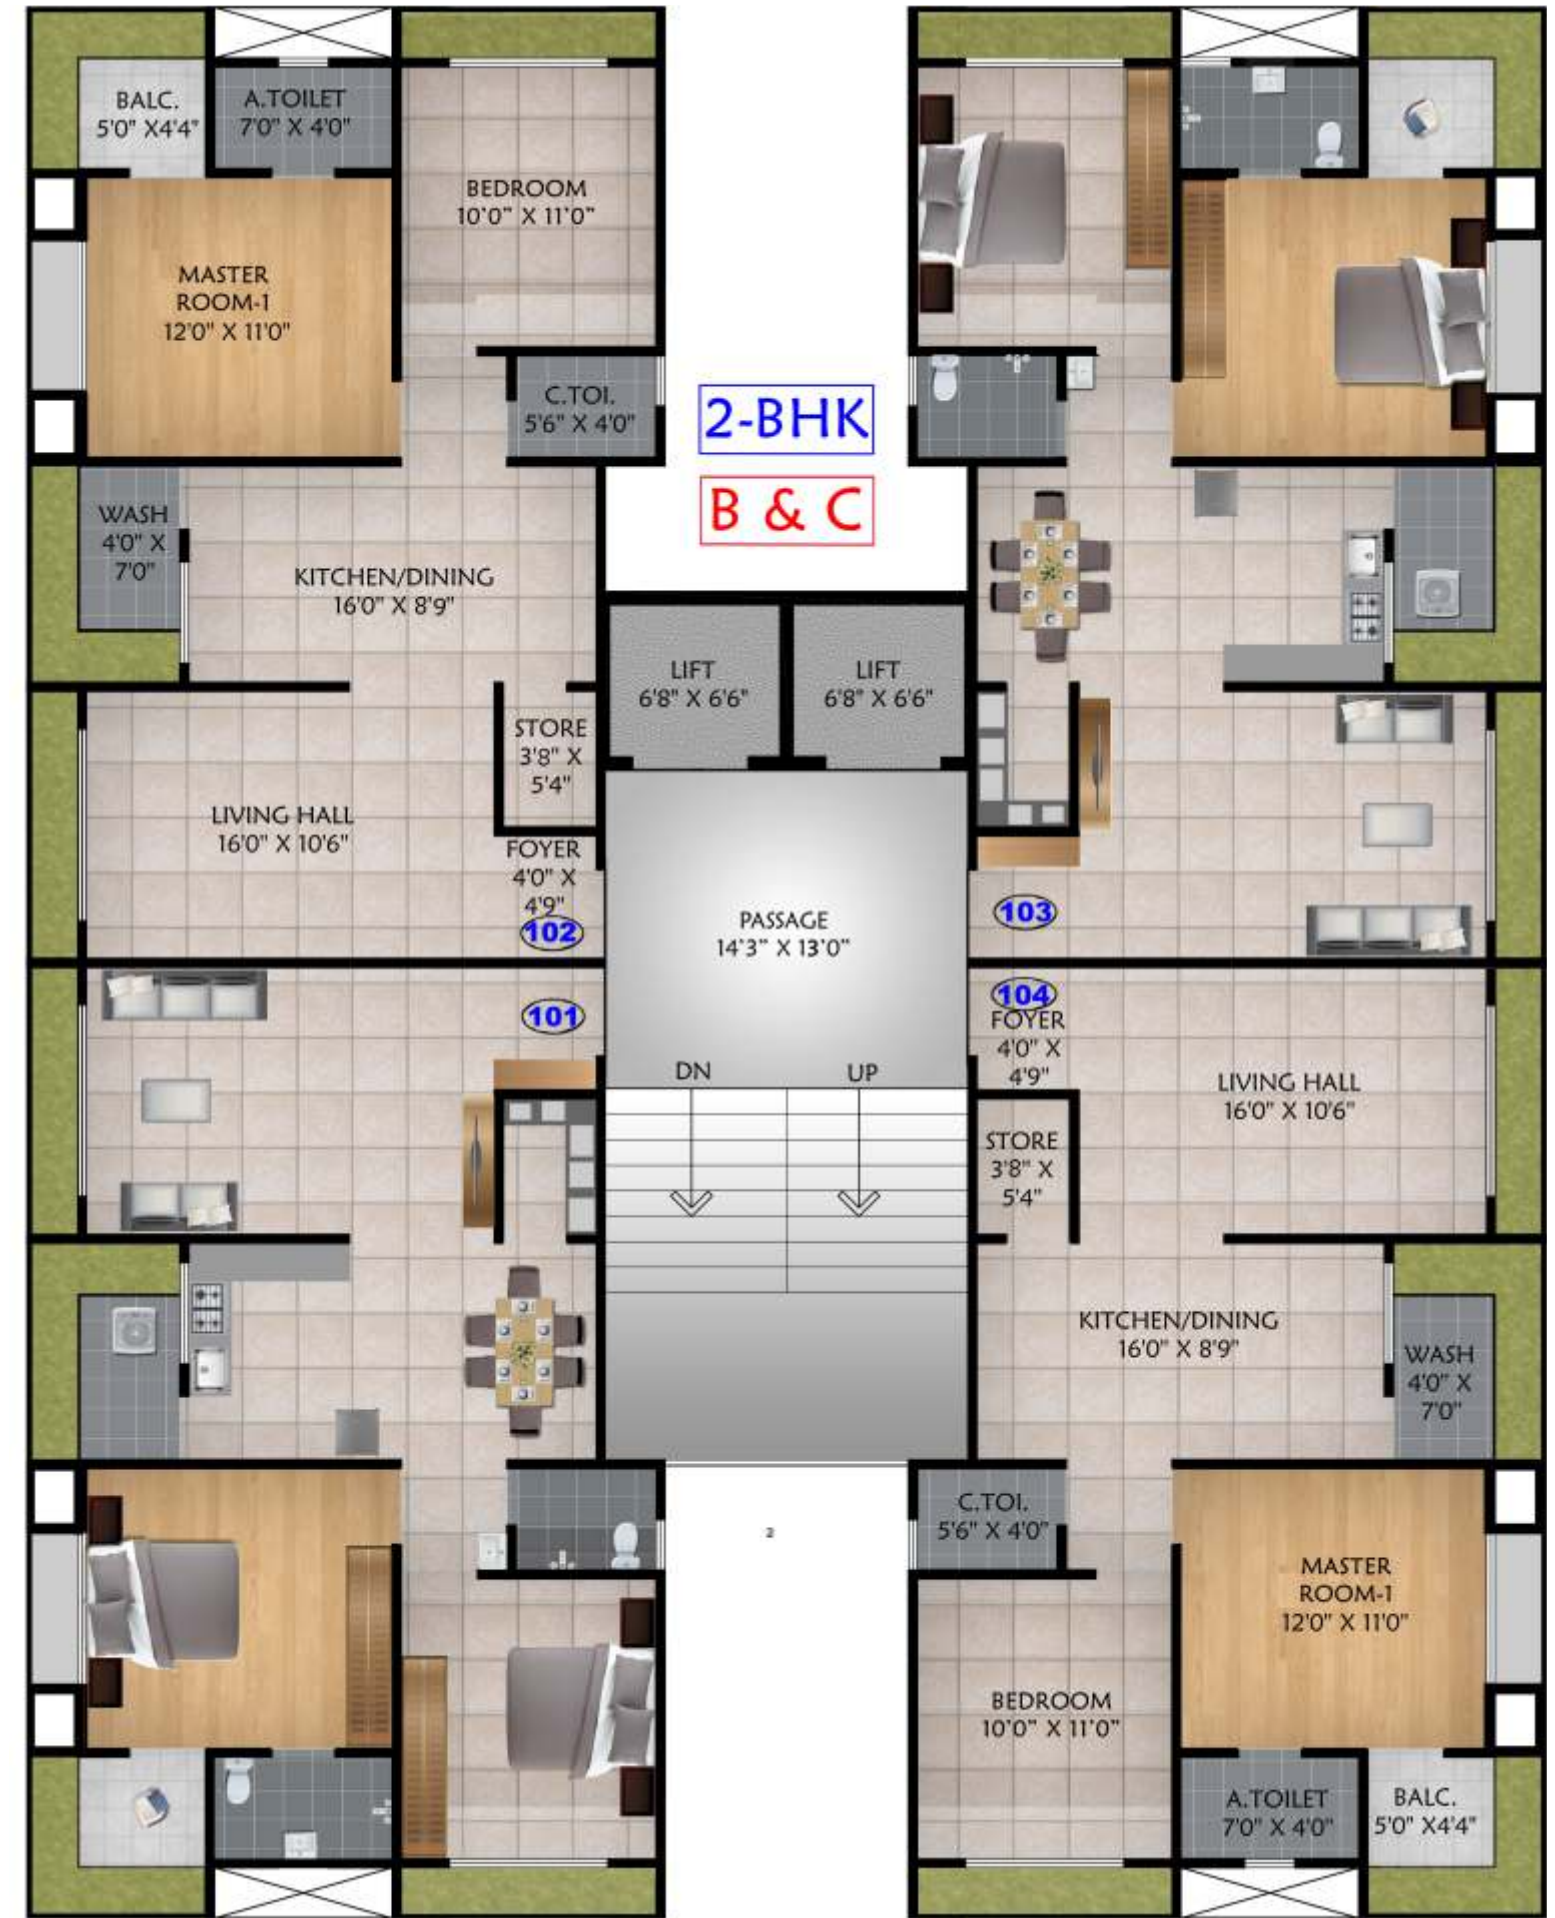 BALC.
5'0" X4'4"
A.TOILET
7'0" X 4'0"
BEDROOM
10'0" X 11'0"
MASTER
ROOM-1
12'0" X 11'0"
C.TOI.
5'6" X 4'0"
2-BHK
B & C
WASH
4'0" X
7'0"
KITCHEN/DINING
16'0" X 8'9"
LIFT
6'8" X 6'6"
LIFT
6'8" X 6'6"
STORE
3'8" X
5'4"
LIVING HALL
16'0" X 10'6"
FOYER
4'0" X
4'9"
102
103
PASSAGE
14'3" X 13'0"
101
104
FOYER
4'0" X
4'9"
DN
UP
LIVING HALL
16'0" X 10'6"
STORE
3'8" X
5'4"
KITCHEN/DINING
16'0" X 8'9"
WASH
4'0" X
7'0"
C.TOI.
5'6" X 4'0"
2
MASTER
ROOM-1
12'0" X 11'0"
BEDROOM
10'0" X 11'0"
A.TOILET
7'0" X 4'0"
BALC.
5'0" X4'4"